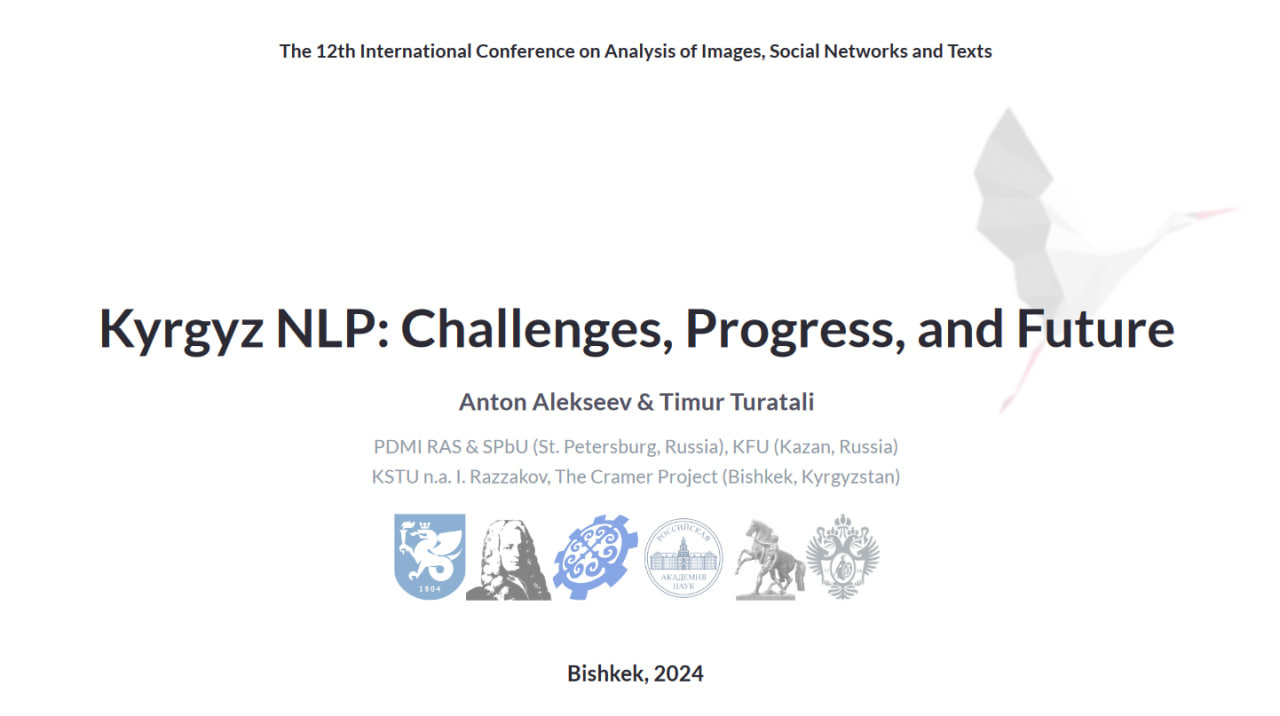 The 12th International Conference on Analysis of Images, Social Networks and Texts
Kyrgyz NLP: Challenges, Progress, and Future
Anton Alekseev & Timur Turatali
PDMI RAS & SPbU (St. Petersburg, Russia), KFU (Kazan, Russia)
KSTU n.a. I. Razzakov, The Cramer Project (Bishkek, Kyrgyzstan)
1804
РОССИЙСКАЯ
АКАДЕМИЯ
НАУК
Bishkek, 2024